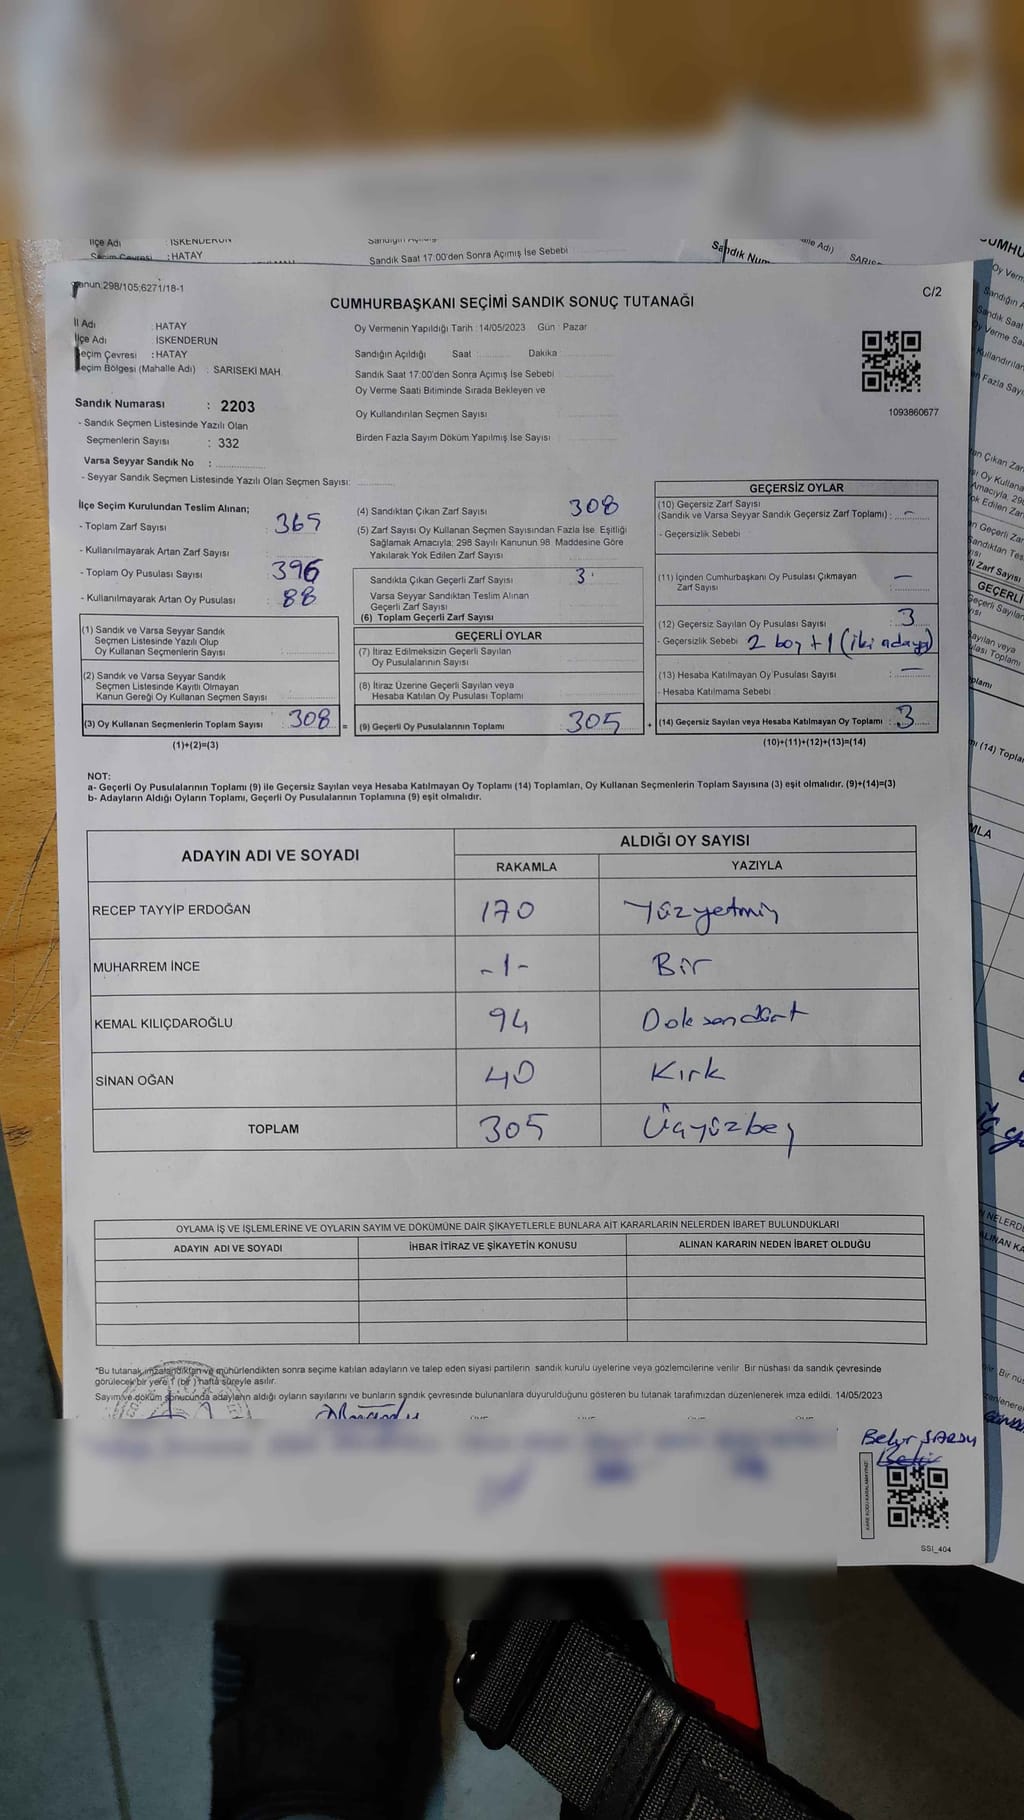 İlçe Adı : İSKENDERUN
Seçim Çevresi : HATAY
Sandık Saat 17:00'den Sonra Açımış İse Sebebi
Sandık Num
Kanun:298/105;6271/18-1
C/2
CUMHURBAŞKANI SEÇİMİ SANDIK SONUÇ TUTANAĞI
İl Adı : HATAY
İlçe Adı İSKENDERUN
Seçim Çevresi : HATAY
Seçim Bölgesi (Mahalle Adı) : SARISEKİ MAH.
Oy Vermenin Yapıldığı Tarih : 14/05/2023 Gün : Pazar
Sandığın Açıldığı Saat : Dakika :
Sandık Saat 17:00'den Sonra Açımış İse Sebebi :
Oy Verme Saati Bitiminde Sırada Bekleyen ve
Oy Kullandırılan Seçmen Sayısı
Birden Fazla Sayım Döküm Yapılmış İse Sayısı
1093860677
Sandık Numarası : 2203
- Sandık Seçmen Listesinde Yazılı Olan
Seçmenlerin Sayısı : 332
Varsa Seyyar Sandık No :
- Seyyar Sandık Seçmen Listesinde Yazılı Olan Seçmen Sayısı:
İlçe Seçim Kurulundan Teslim Alınan;
- Toplam Zarf Sayısı : 365
- Kullanılmayarak Artan Zarf Sayısı :
- Toplam Oy Pusulası Sayısı : 396
- Kullanılmayarak Artan Oy Pusulası : 88
(1) Sandık ve Varsa Seyyar Sandık
Seçmen Listesinde Yazılı Olup
Oy Kullanan Seçmenlerin Sayısı :
(2) Sandık ve Varsa Seyyar Sandık
Seçmen Listesinde Kayıtlı Olmayan
Kanun Gereği Oy Kullanan Seçmen Sayısı :
(3) Oy Kullanan Seçmenlerin Toplam Sayısı : 308
(1)+(2)=(3)
(4) Sandıktan Çıkan Zarf Sayısı 308
(5) Zarf Sayısı Oy Kullanan Seçmen Sayısından Fazla İse Eşitliği
Sağlamak Amacıyla; 298 Sayılı Kanunun 98. Maddesine Göre
Yakılarak Yok Edilen Zarf Sayısı
Sandıkta Çıkan Geçerli Zarf Sayısı 3
Varsa Seyyar Sandıktan Teslim Alınan
Geçerli Zarf Sayısı
(6) Toplam Geçerli Zarf Sayısı
GEÇERLİ OYLAR
(7) İtiraz Edilmeksizin Geçerli Sayılan
Oy Pusulalarının Sayısı
(8) İtiraz Üzerine Geçerli Sayılan veya
Hesaba Katılan Oy Pusulası Toplamı :
= (9) Geçerli Oy Pusulalarının Toplamı : 305
GEÇERSİZ OYLAR
(10) Geçersiz Zarf Sayısı
(Sandık ve Varsa Seyyar Sandık Geçersiz Zarf Toplamı) : -
- Geçersizlik Sebebi
(11) İçinden Cumhurbaşkanı Oy Pusulası Çıkmayan
Zarf Sayısı : -
(12) Geçersiz Sayılan Oy Pusulası Sayısı : 3
- Geçersizlik Sebebi 2 boş + 1 (iki adaya)
(13) Hesaba Katılmayan Oy Pusulası Sayısı : -
- Hesaba Katılmama Sebebi
+ (14) Geçersiz Sayılan veya Hesaba Katılmayan Oy Toplamı : 3
(10)+(11)+(12)+(13)=(14)
NOT:
a- Geçerli Oy Pusulalarının Toplamı (9) ile Geçersiz Sayılan veya Hesaba Katılmayan Oy Toplamı (14) Toplamları, Oy Kullanan Seçmenlerin Toplam Sayısına (3) eşit olmalıdır. (9)+(14)=(3)
b- Adayların Aldığı Oyların Toplamı, Geçerli Oy Pusulalarının Toplamına (9) eşit olmalıdır.
ADAYIN ADI VE SOYADI ALDIĞI OY SAYISI
RAKAMLA YAZIYLA
RECEP TAYYİP ERDOĞAN 170 Yüzyetmiş
MUHARREM İNCE -1- Bir
KEMAL KILIÇDAROĞLU 94 Doksandört
SİNAN OĞAN 40 Kırk
TOPLAM 305 Üçyüzbeş
OYLAMA İŞ VE İŞLEMLERİNE VE OYLARIN SAYIM VE DÖKÜMÜNE DAİR ŞİKAYETLERLE BUNLARA AİT KARARLARIN NELERDEN İBARET BULUNDUKLARI
ADAYIN ADI VE SOYADI İHBAR İTİRAZ VE ŞİKAYETİN KONUSU ALINAN KARARIN NEDEN İBARET OLDUĞU
*Bu tutanak imzalandıktan ve mühürlendikten sonra seçime katılan adayların ve talep eden siyasi partilerin sandık kurulu üyelerine veya gözlemcilerine verilir. Bir nüshası da sandık çevresinde
görülecek bir yere 1 (bir) hafta süreyle asılır.
Sayım ve döküm sonucunda adayların aldığı oyların sayılarını ve bunların sandık çevresinde bulunanlara duyurulduğunu gösteren bu tutanak tarafımızdan düzenlenerek imza edildi. 14/05/2023
SSİ_404